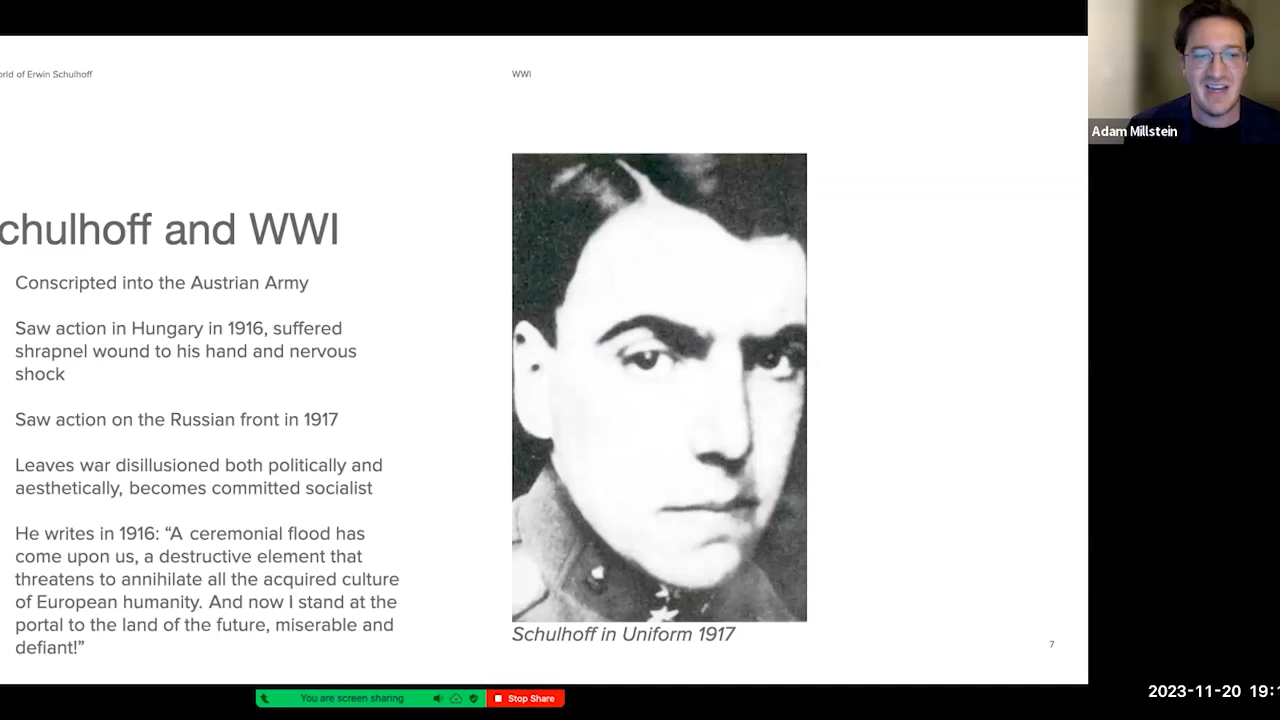 orld of Erwin Schulhoff
WWI
Adam Millstein
chulhoff and WWI
Conscripted into the Austrian Army
Saw action in Hungary in 1916, suffered
shrapnel wound to his hand and nervous
shock
Saw action on the Russian front in 1917
Leaves war disillusioned both politically and
aesthetically, becomes committed socialist
He writes in 1916: “A ceremonial flood has
come upon us, a destructive element that
threatens to annihilate all the acquired culture
of European humanity. And now I stand at the
portal to the land of the future, miserable and
defiant!”
Schulhoff in Uniform 1917
7
You are screen sharing
Stop Share
2023-11-20 19:1